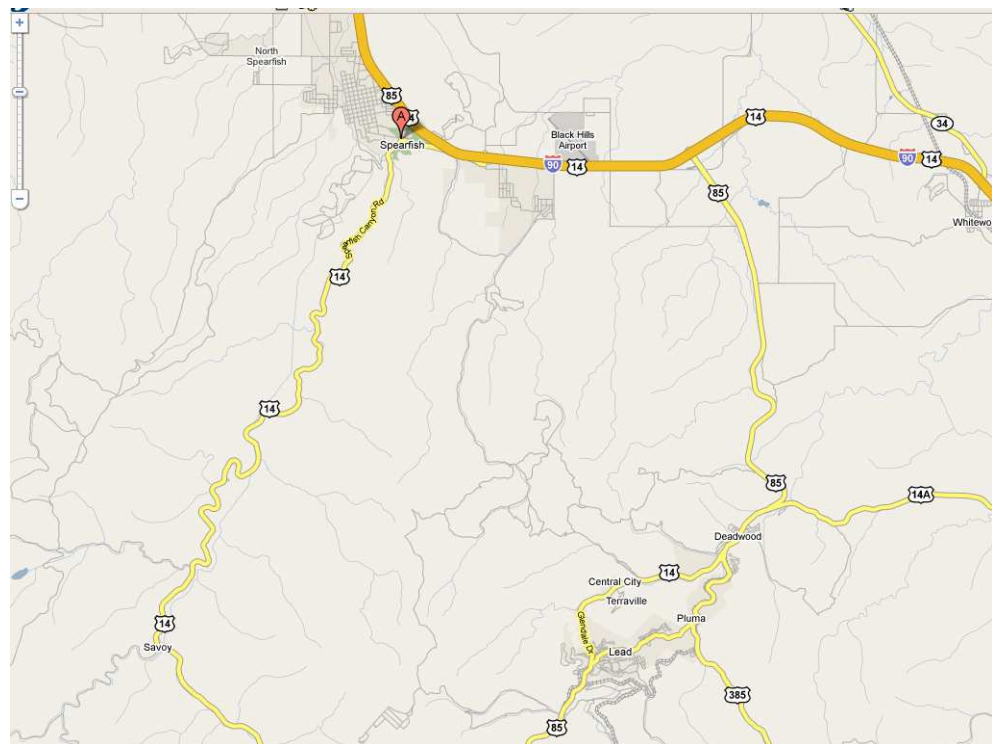 North
Spearfish
85
14
A
Spearfish
Black Hills
Airport
90
14
14
34
90
14
85
Whitewo
Spearfish Canyon Rd
14
14
85
14A
Deadwood
14
Central City
Terraville
Glendale Dr
Pluma
14
Savoy
Lead
385
85